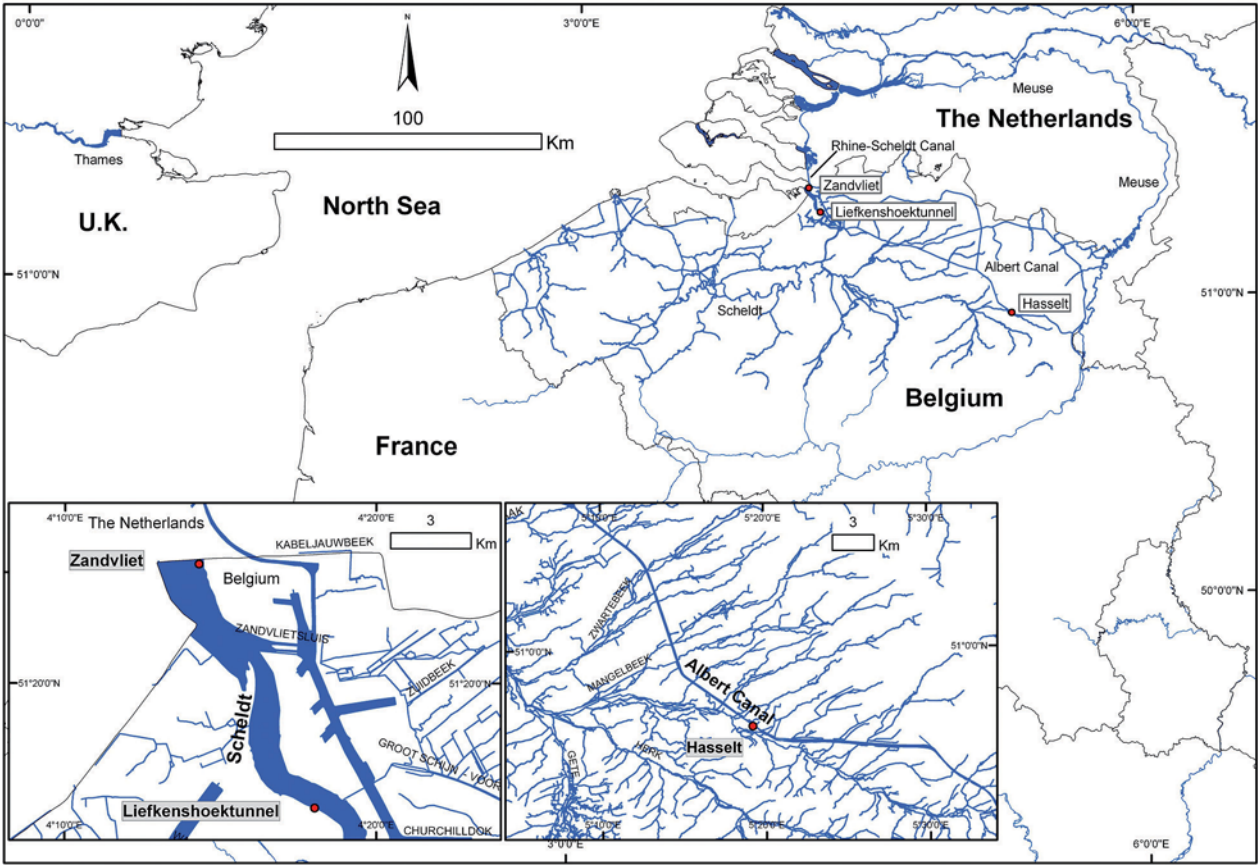 0°0'0"
3°0'0"E
6°0'0"E
N
100
Km
Thames
U.K.
North Sea
Meuse
The Netherlands
Rhine-Scheldt Canal
Meuse
Zandvliet
Liefkenshoektunnel
51°0'0"N
Albert Canal
51°0'0"N
Hasselt
Scheldt
Belgium
France
50°0'0"N
3°0'0"E
6°0'0"E
4°10'0"E
4°20'0"E
The Netherlands
3
Km
KABELJAUWBEEK
Zandvliet
Belgium
ZANDVLIETSLUIS
ZUIDBEEK
51°20'0"N
51°20'0"N
Scheldt
GROOT SCHIJN - VOOR
Liefkenshoektunnel
4°10'0"E
4°20'0"E
CHURCHILLDOK
AK
5°10'0"E
5°20'0"E
5°30'0"E
3
Km
ZWARTEBEEK
51°0'0"N
51°0'0"N
MANGELBEEK
Albert Canal
Hasselt
HERK
GETE
5°10'0"E
5°20'0"E
5°30'0"E